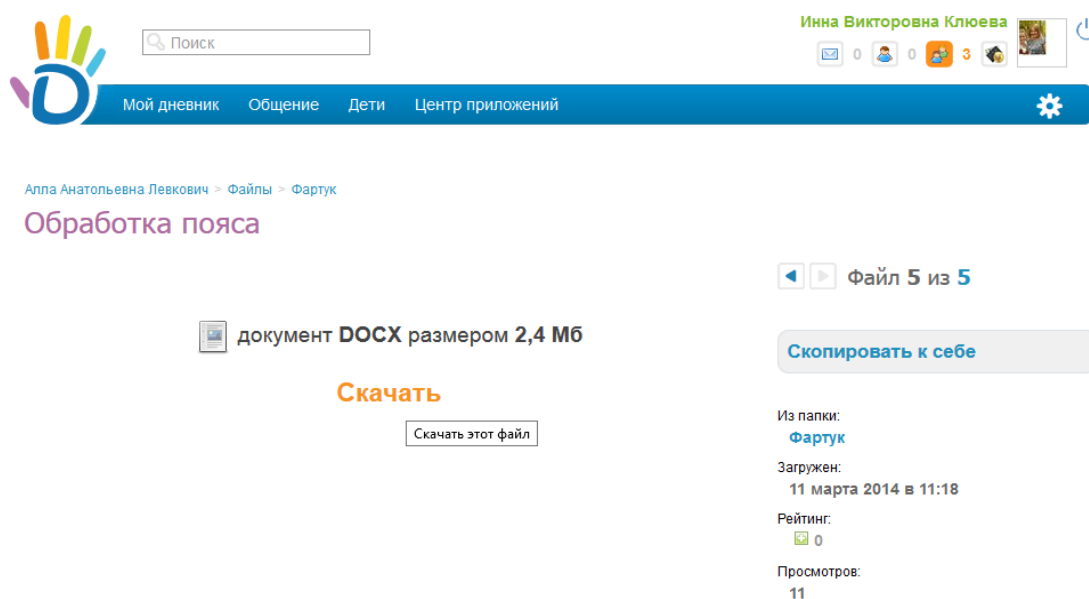 Инна Викторовна Клюева
Поиск
0 0 3
Мой дневник Общение Дети Центр приложений
Алла Анатольевна Левкович > Файлы > Фартук
Обработка пояса
Файл 5 из 5
документ DOCX размером 2,4 Мб
Скопировать к себе
Скачать
Скачать этот файл
Из папки:
Фартук
Загружен:
11 марта 2014 в 11:18
Рейтинг:
0
Просмотров:
11